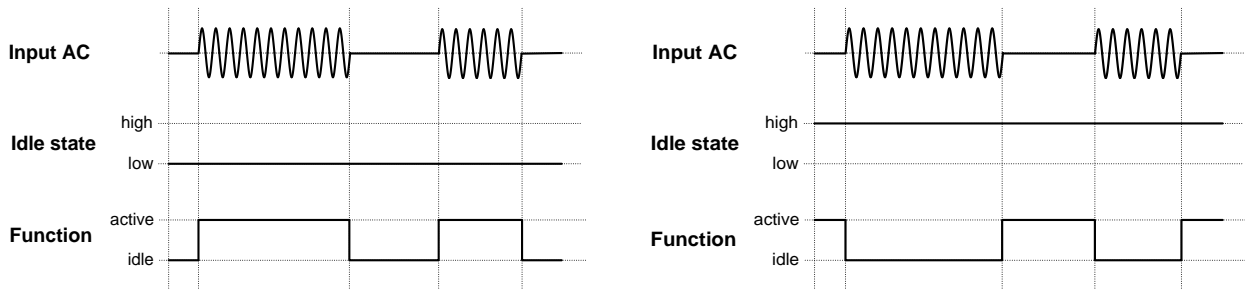 Input AC
high
Idle state
low
active
Function
idle
Input AC
high
Idle state
low
active
Function
idle